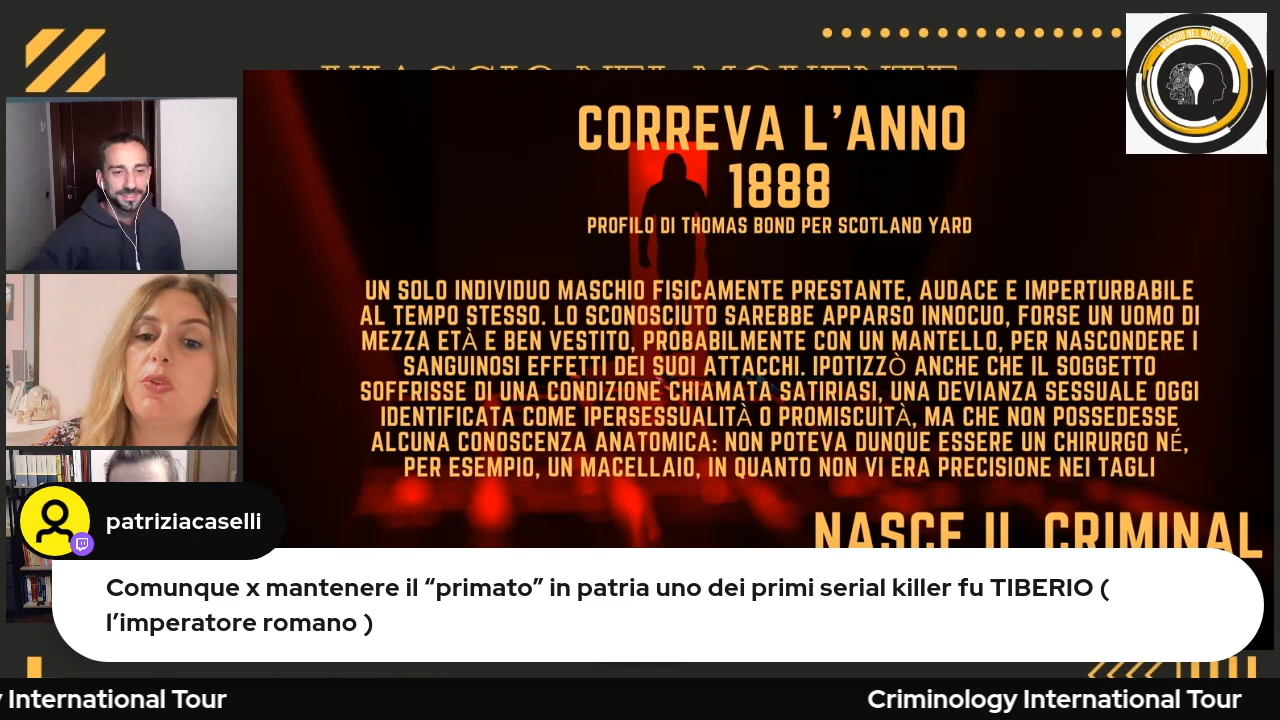 VIAGGIO NEL MOVENTE
VIAGGIO NEL MOVENTE
CORREVA L'ANNO
1888
PROFILO DI THOMAS BOND PER SCOTLAND YARD
UN SOLO INDIVIDUO MASCHIO FISICAMENTE PRESTANTE, AUDACE E IMPERTURBABILE
AL TEMPO STESSO. LO SCONOSCIUTO SAREBBE APPARSO INNOCUO, FORSE UN UOMO DI
MEZZA ETÀ E BEN VESTITO, PROBABILMENTE CON UN MANTELLO, PER NASCONDERE I
SANGUINOSI EFFETTI DEI SUOI ATTACCHI. IPOTIZZÒ ANCHE CHE IL SOGGETTO
SOFFRISSE DI UNA CONDIZIONE CHIAMATA SATIRIASI, UNA DEVIANZA SESSUALE OGGI
IDENTIFICATA COME IPERSESSUALITÀ O PROMISCUITÀ, MA CHE NON POSSEDESSE
ALCUNA CONOSCENZA ANATOMICA: NON POTEVA DUNQUE ESSERE UN CHIRURGO NÉ,
PER ESEMPIO, UN MACELLAIO, IN QUANTO NON VI ERA PRECISIONE NEI TAGLI
NASCE IL CRIMINAL
patriziacaselli
Comunque x mantenere il “primato” in patria uno dei primi serial killer fu TIBERIO (
l’imperatore romano )
y International Tour
Criminology International Tour